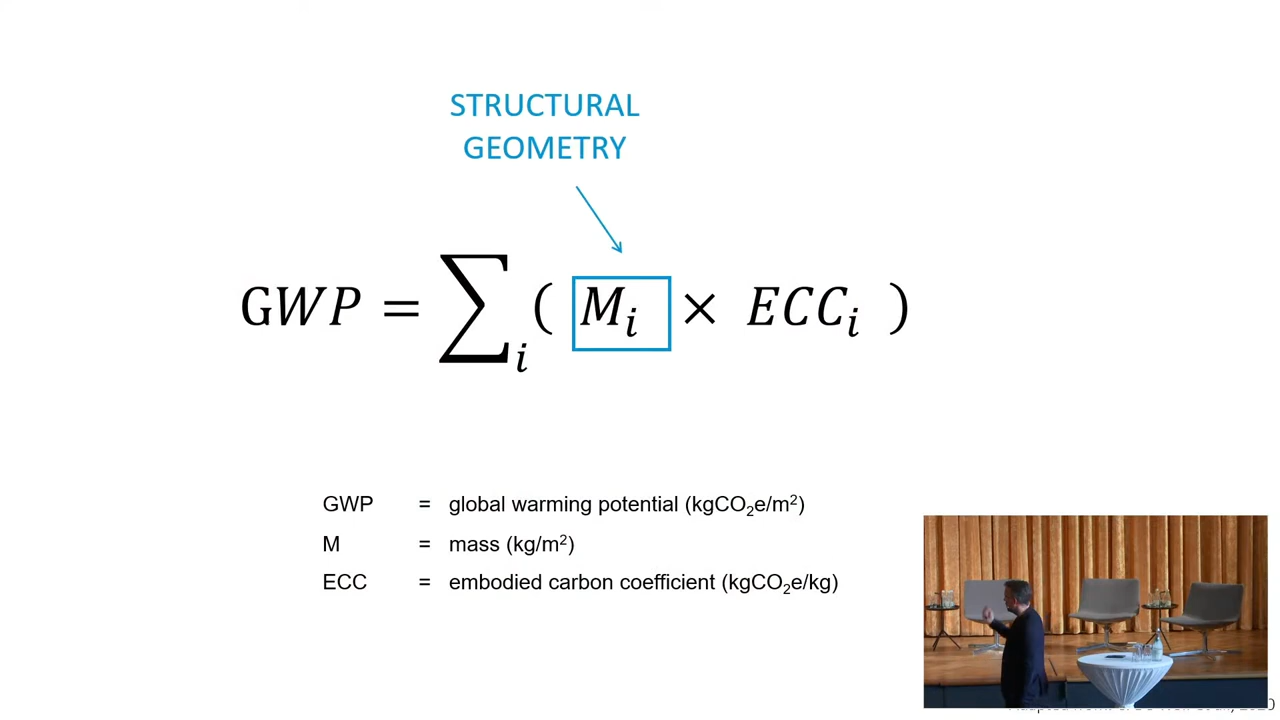 STRUCTURAL
GEOMETRY
GWP = ∑ᵢ ( Mᵢ × ECCᵢ )
GWP = global warming potential (kgCO₂e/m²)
M = mass (kg/m²)
ECC = embodied carbon coefficient (kgCO₂e/kg)
2020